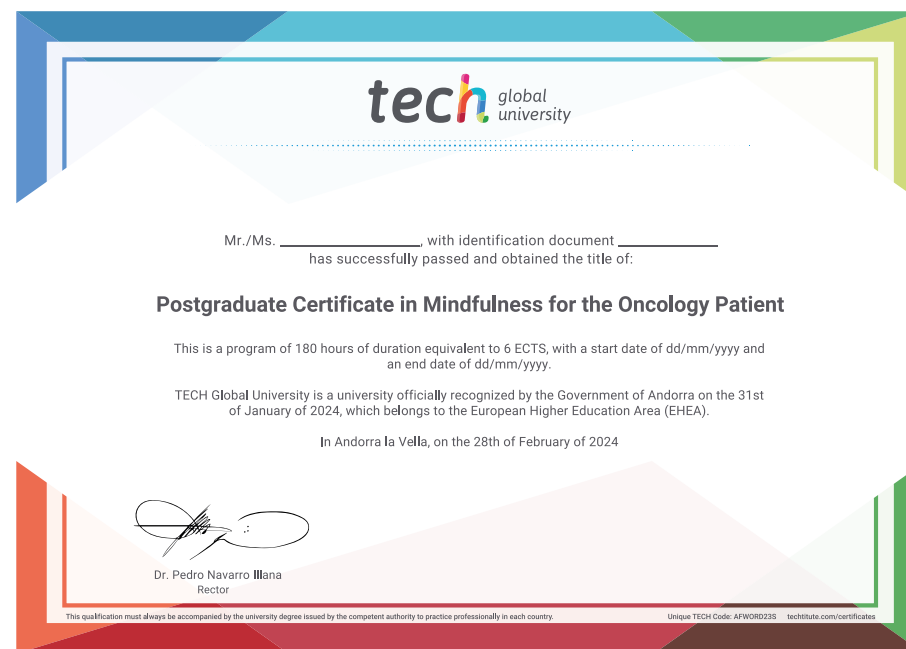 tech global
university
Mr./Ms. ____________________, with identification document ______________
has successfully passed and obtained the title of:
Postgraduate Certificate in Mindfulness for the Oncology Patient
This is a program of 180 hours of duration equivalent to 6 ECTS, with a start date of dd/mm/yyyy and
an end date of dd/mm/yyyy.
TECH Global University is a university officially recognized by the Government of Andorra on the 31st
of January of 2024, which belongs to the European Higher Education Area (EHEA).
In Andorra la Vella, on the 28th of February of 2024
Dr. Pedro Navarro Illana
Rector
This qualification must always be accompanied by the university degree issued by the competent authority to practice professionally in each country.
Unique TECH Code: AFWORD23S techtitute.com/certificates